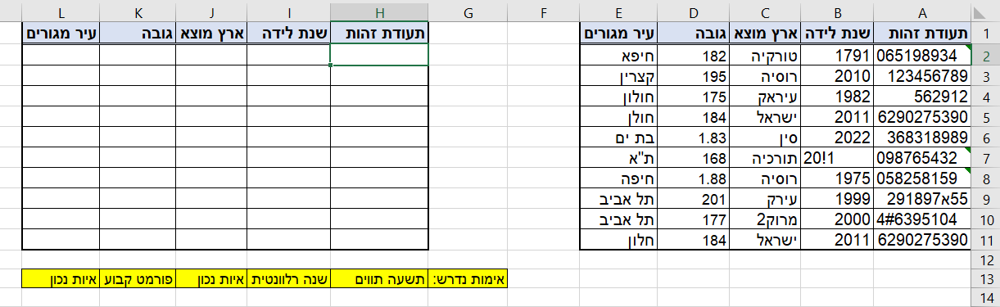 A B C D E F G H I J K L
1 תעודת זהות שנת לידה ארץ מוצא גובה עיר מגורים תעודת זהות שנת לידה ארץ מוצא גובה עיר מגורים
2 065198934 1791 טורקיה 182 חיפא
3 123456789 2010 רוסיה 195 קצרין
4 562912 1982 עיראק 175 חולון
5 6290275390 2011 ישראל 184 חולן
6 368318989 2022 סין 1.83 בת ים
7 098765432 20!1 תורכיה 168 ת"א
8 058258159 1975 רוסיה 1.88 חיפה
9 55א291897 1999 עירק 201 תל אביב
10 4#6395104 2000 מרוק2 177 תל אביב
11 6290275390 2011 ישראל 184 חלון
12
13 אימות נדרש: תשעה תווים שנה רלוונטית איות נכון פורמט קבוע איות נכון
14